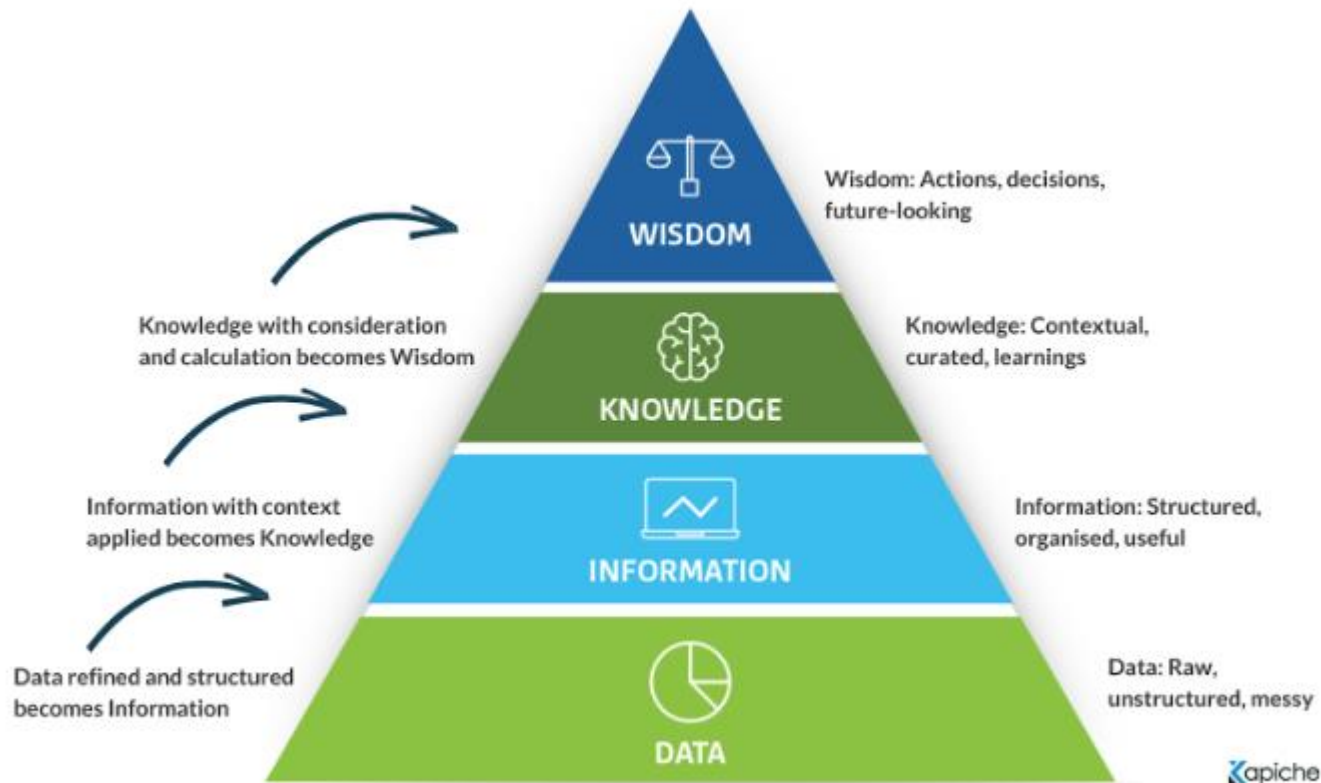 WISDOM
Wisdom: Actions, decisions,
future-looking
Knowledge with consideration
and calculation becomes Wisdom
KNOWLEDGE
Knowledge: Contextual,
curated, learnings
Information with context
applied becomes Knowledge
INFORMATION
Information: Structured,
organised, useful
Data refined and structured
becomes Information
DATA
Data: Raw,
unstructured, messy
Kapiche